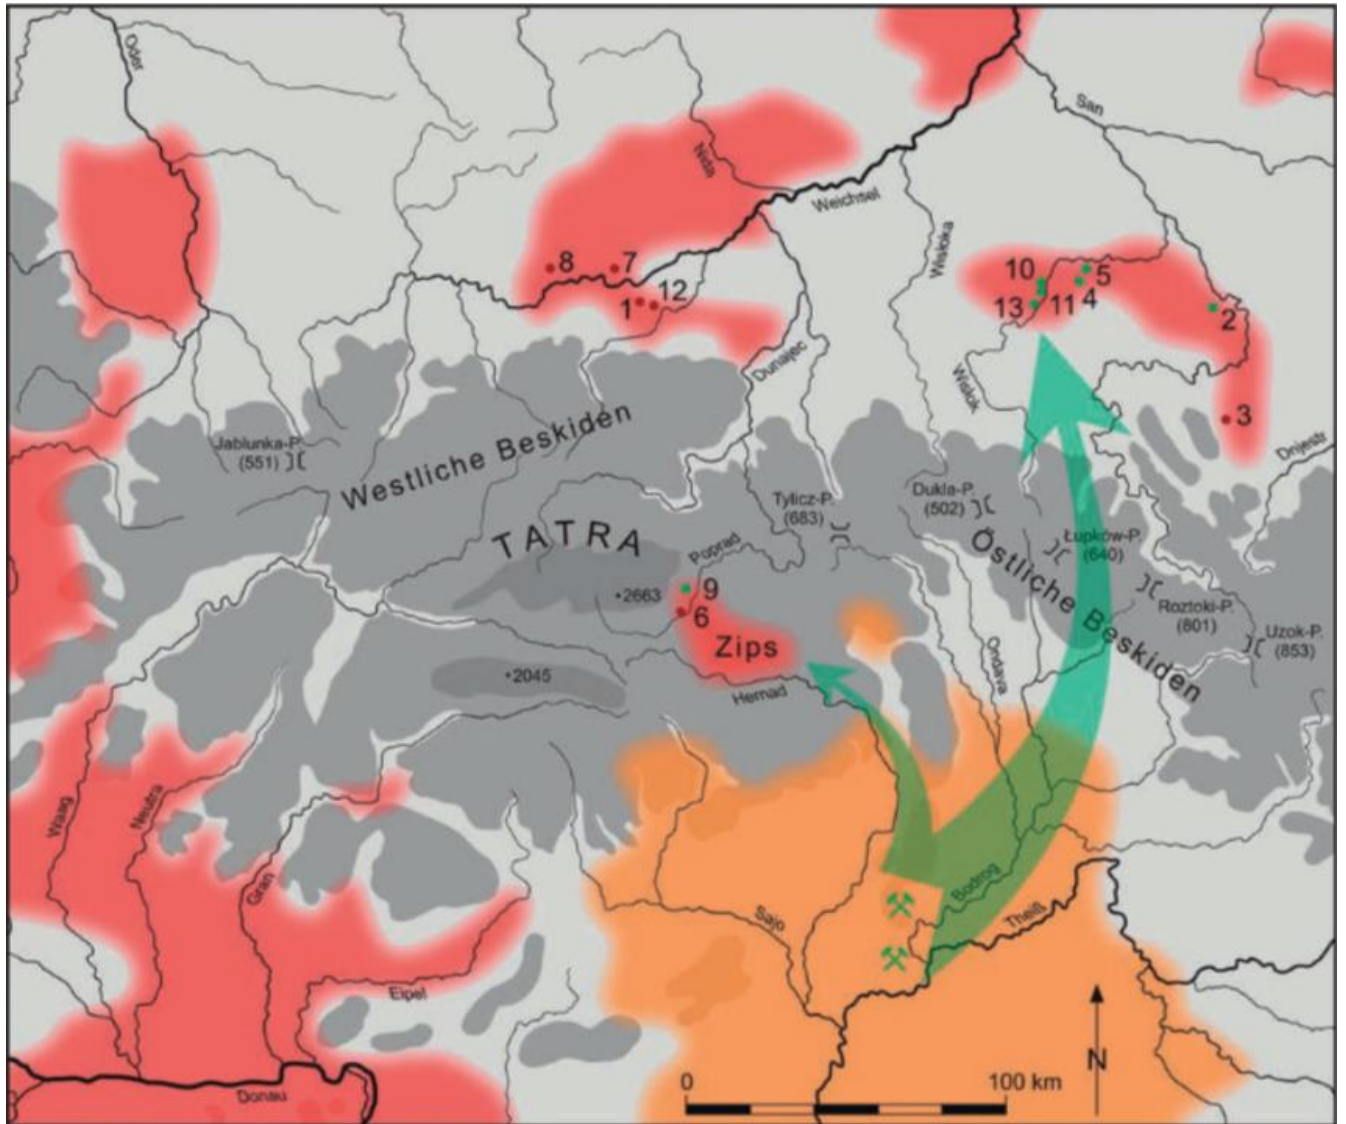 Oder
San
Nida
Weichsel
Wisłoka
8
7
1
12
10
5
13
11
4
2
3
Dunajec
Wisłok
Dnjestr
Jablunka-P.
(551)
Westliche Beskiden
Tylicz-P.
(683)
Dukla-P.
(502)
Łupków-P.
(640)
Östliche Beskiden
Roztoki-P.
(801)
Uzok-P.
(853)
TATRA
Poprad
2663
9
6
Zips
2045
Hernad
Ondava
Waag
Neutra
Gran
Eipel
Sajo
Bodrog
Theiß
Donau
N
0
100 km